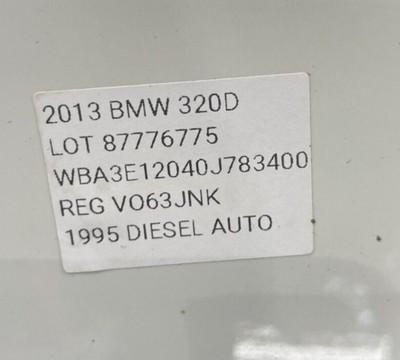 2013 BMW 320D
LOT 87776775
WBA3E12040J783400
REG VO63JNK
1995 DIESEL AUTO